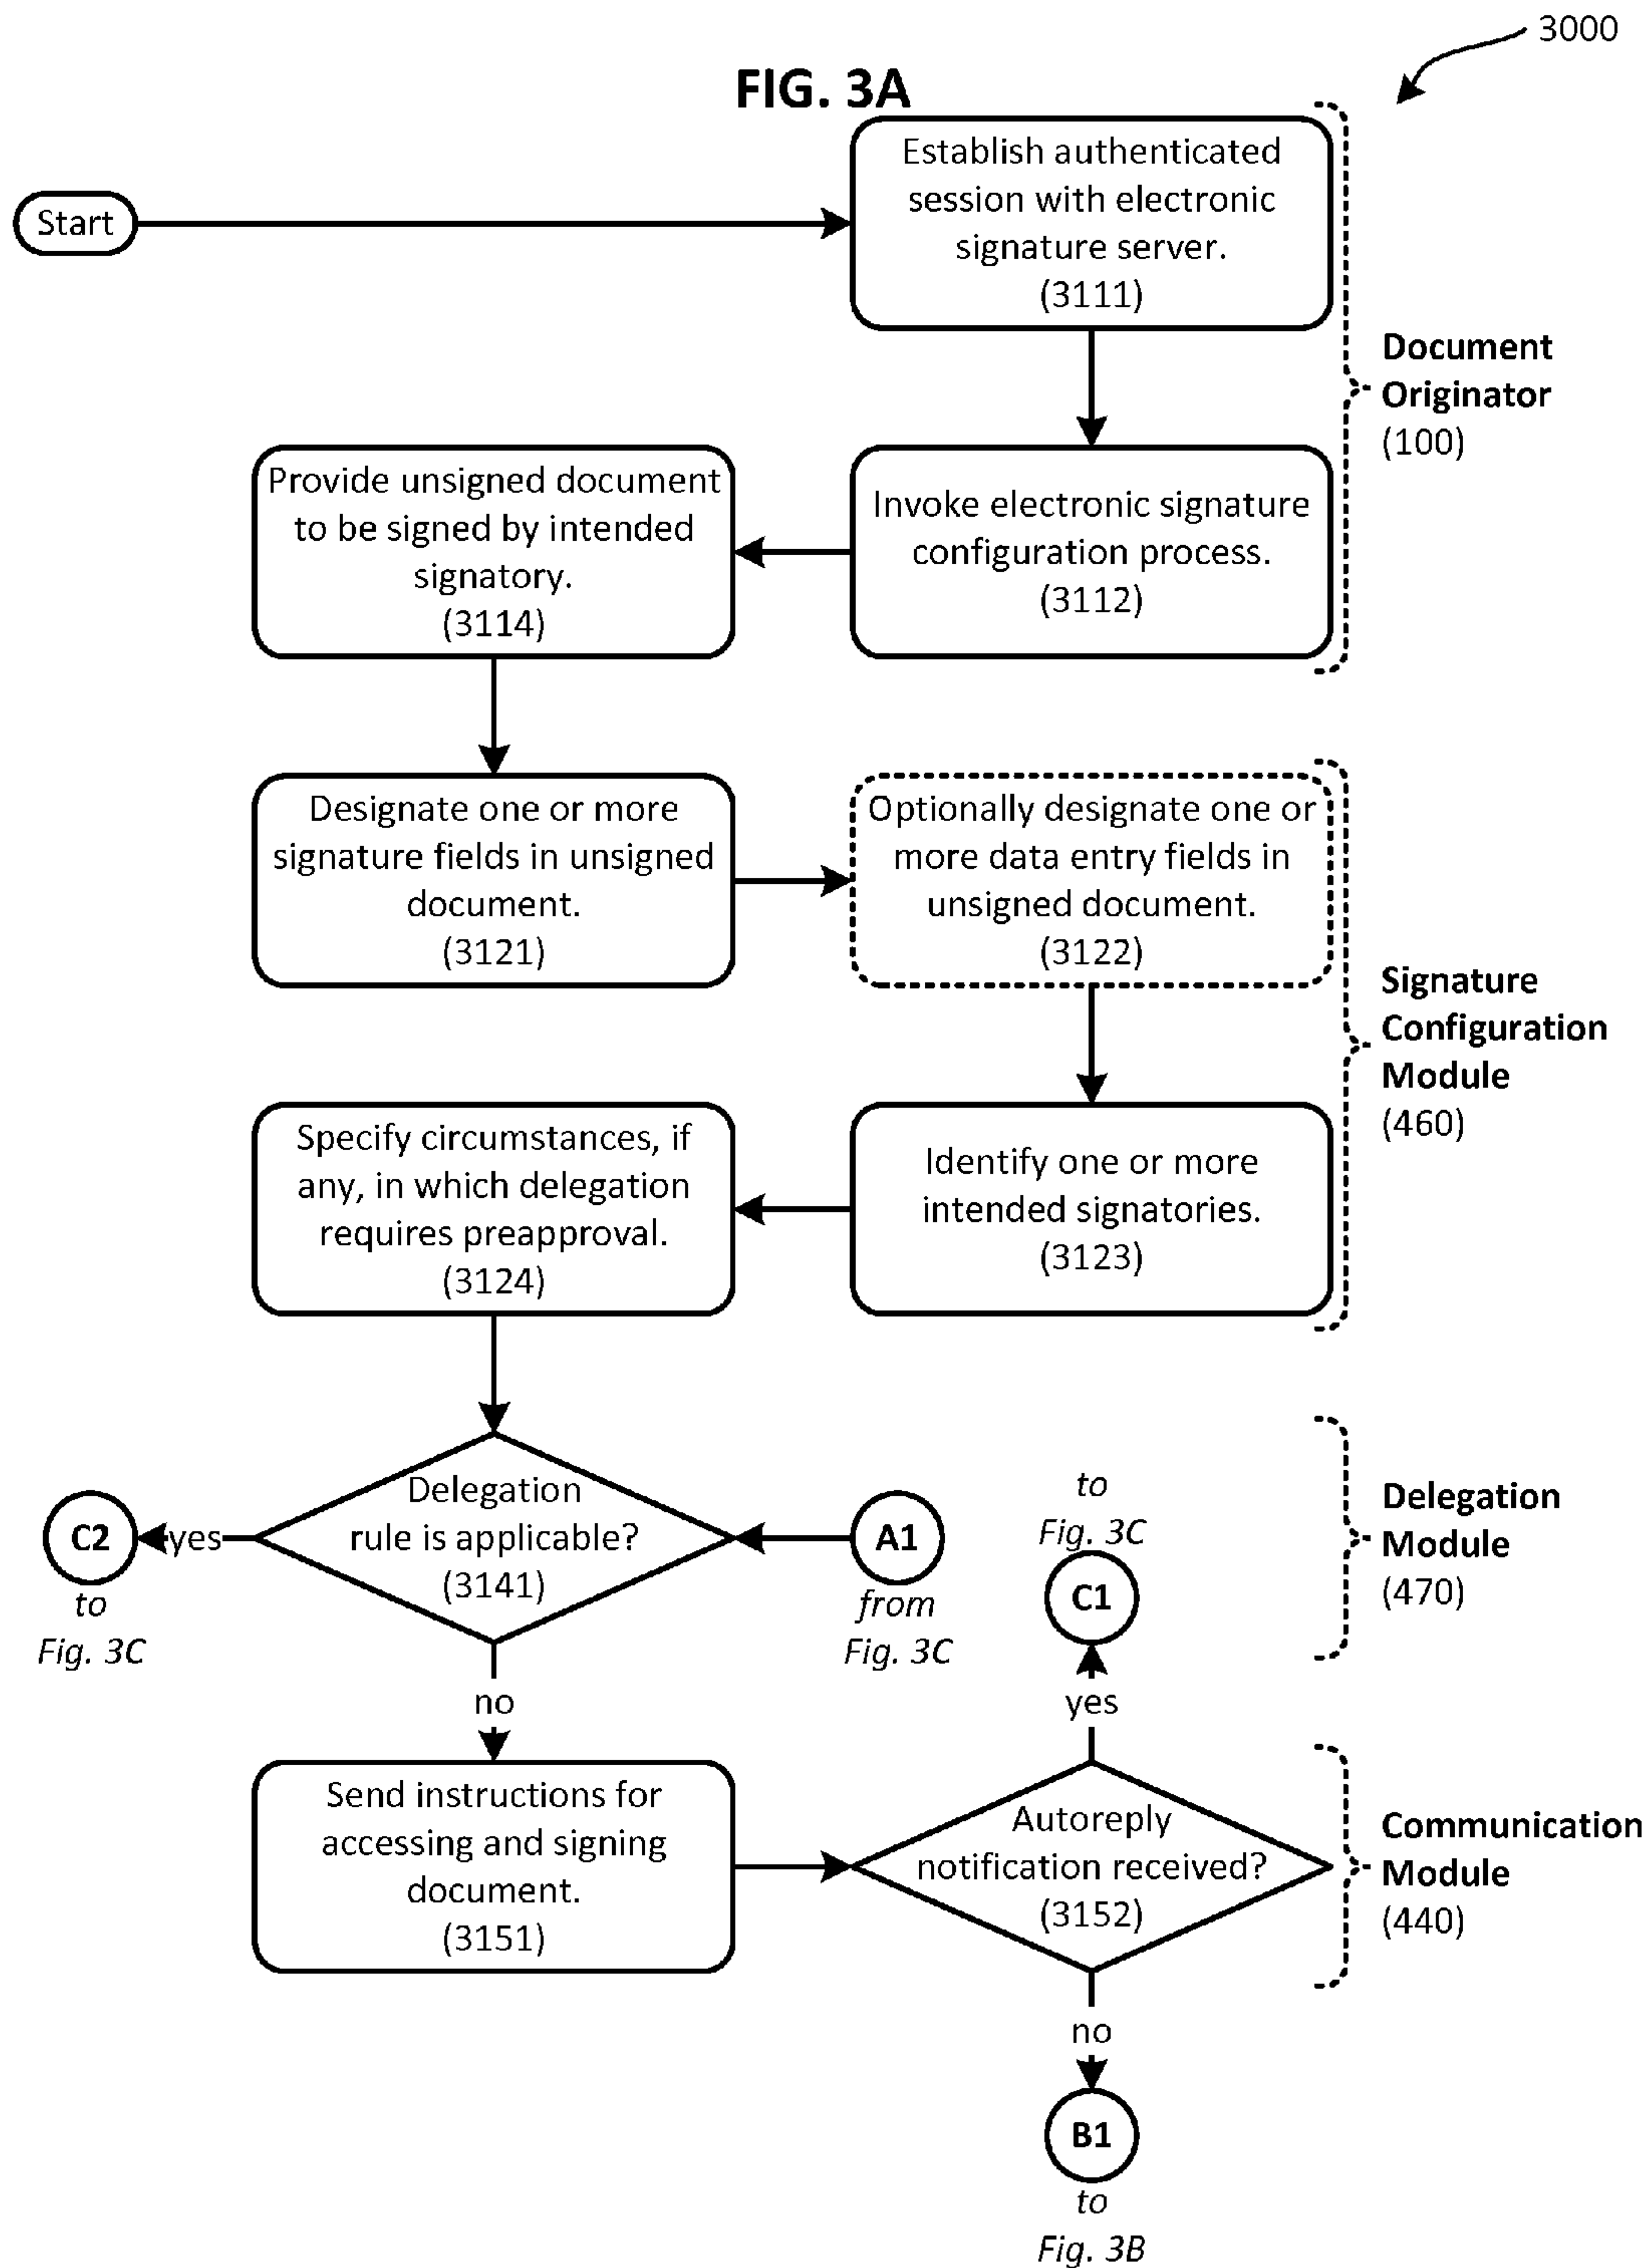 3000
FIG. 3A
Start
Establish authenticated
session with electronic
signature server.
(3111)
Document
Originator
(100)
Provide unsigned document
to be signed by intended
signatory.
(3114)
Invoke electronic signature
configuration process.
(3112)
Designate one or more
signature fields in unsigned
document.
(3121)
Optionally designate one or
more data entry fields in
unsigned document.
(3122)
Signature
Configuration
Module
(460)
Specify circumstances, if
any, in which delegation
requires preapproval.
(3124)
Identify one or more
intended signatories.
(3123)
Delegation
rule is applicable?
(3141)
yes
C2
to
Fig. 3C
A1
from
Fig. 3C
to
Fig. 3C
C1
Delegation
Module
(470)
no
yes
Send instructions for
accessing and signing
document.
(3151)
Autoreply
notification received?
(3152)
Communication
Module
(440)
no
B1
to
Fig. 3B